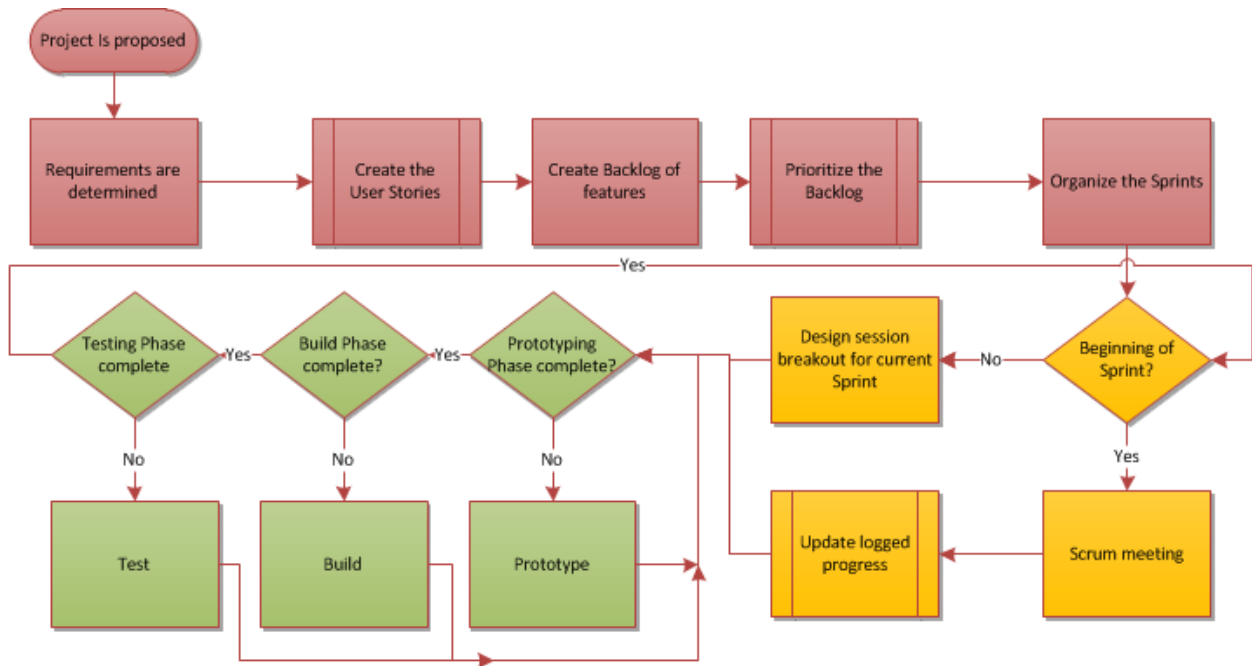 Project Is proposed
Requirements are
determined
Create the
User Stories
Create Backlog of
features
Prioritize the
Backlog
Organize the Sprints
Yes
Testing Phase
complete
Yes
Build Phase
complete?
Yes
Prototyping
Phase complete?
Design session
breakout for current
Sprint
No
Beginning of
Sprint?
No
No
No
Yes
Test
Build
Prototype
Update logged
progress
Scrum meeting